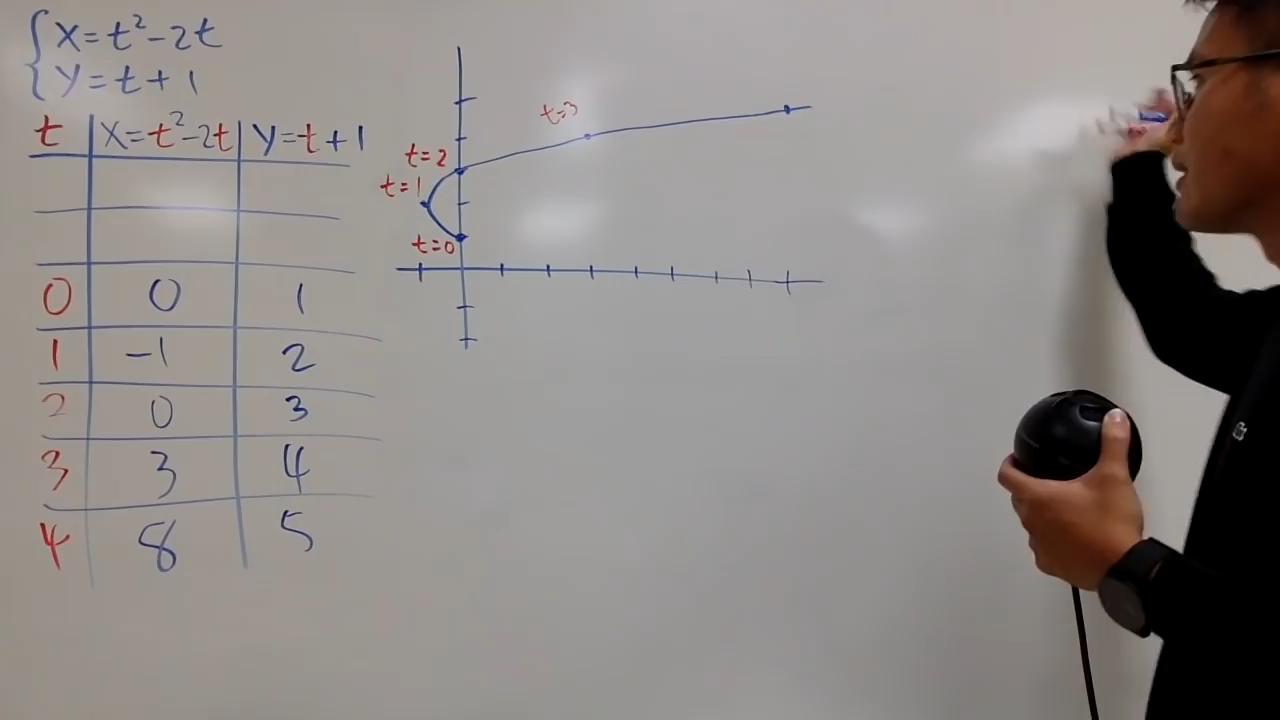 { x = t² - 2t
y = t + 1
t | x = t² - 2t | y = t + 1
0 | 0 | 1
1 | -1 | 2
2 | 0 | 3
3 | 3 | 4
4 | 8 | 5
t=3
t=2
t=1
t=0